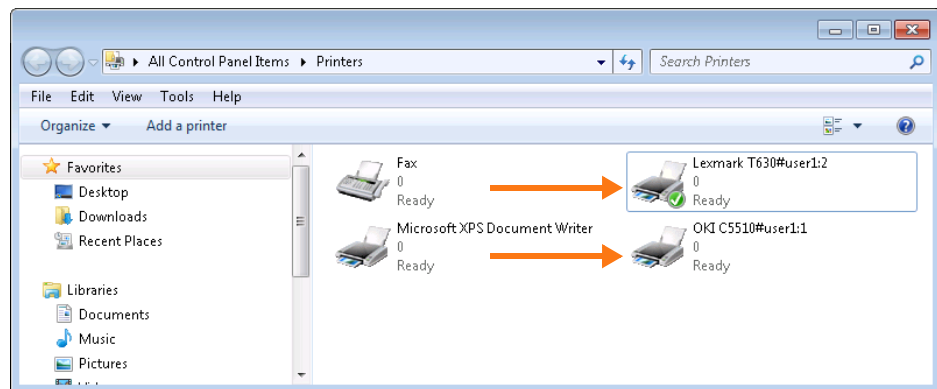 All Control Panel Items Printers
Search Printers
File Edit View Tools Help
Organize Add a printer
Favorites
Desktop
Downloads
Recent Places
Libraries
Documents
Music
Pictures
Fax
0
Ready
Lexmark T630#user1:2
0
Ready
Microsoft XPS Document Writer
0
Ready
OKI C5510#user1:1
0
Ready